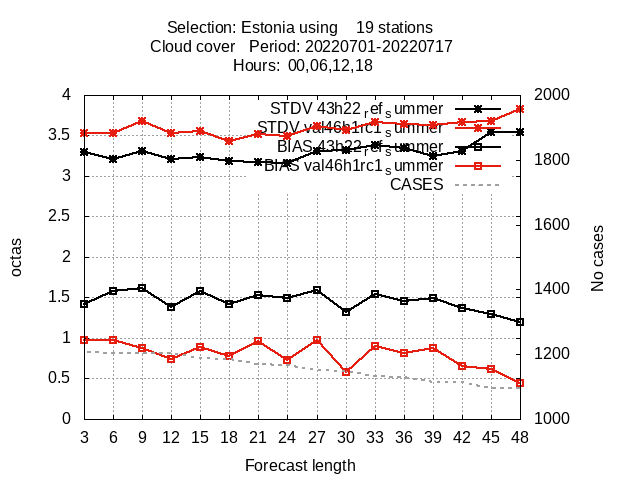 Selection: Estonia using    19 stations
Cloud cover   Period: 20220701-20220717
Hours:  00,06,12,18
STDV 43h22_ref_summer
STDV val46h1rc1_summer
BIAS 43h22_ref_summer
BIAS val46h1rc1_summer
CASES
4
3.5
3
2.5
2
1.5
1
0.5
0
octas
2000
1800
1600
1400
1200
1000
No cases
3 6 9 12 15 18 21 24 27 30 33 36 39 42 45 48
Forecast length